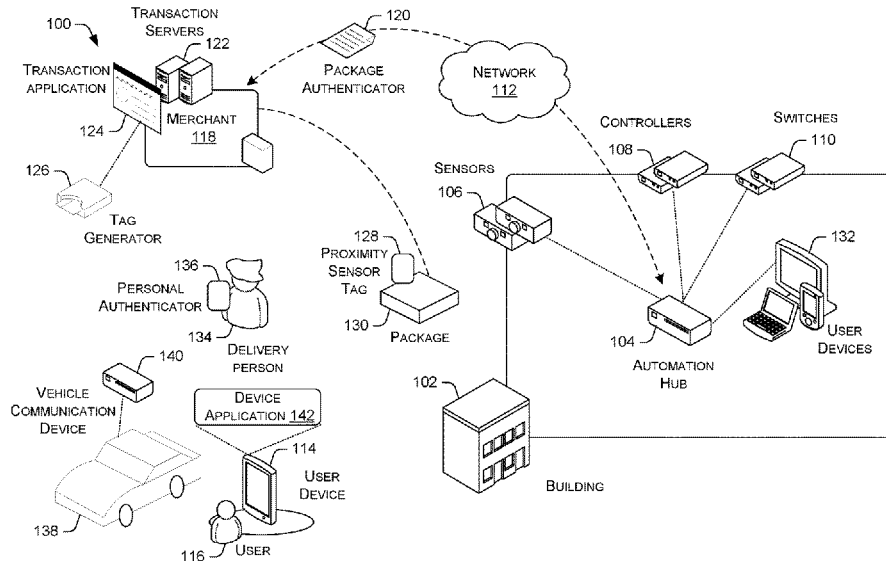 100
TRANSACTION
SERVERS
122
TRANSACTION
APPLICATION
124
MERCHANT
118
126
TAG
GENERATOR
120
PACKAGE
AUTHENTICATOR
NETWORK
112
CONTROLLERS
108
SWITCHES
110
SENSORS
106
128
PROXIMITY
SENSOR
TAG
130
PACKAGE
136
PERSONAL
AUTHENTICATOR
134
DELIVERY
PERSON
132
USER
DEVICES
104
AUTOMATION
HUB
140
VEHICLE
COMMUNICATION
DEVICE
138
DEVICE
APPLICATION 142
114
USER
DEVICE
116
USER
102
BUILDING